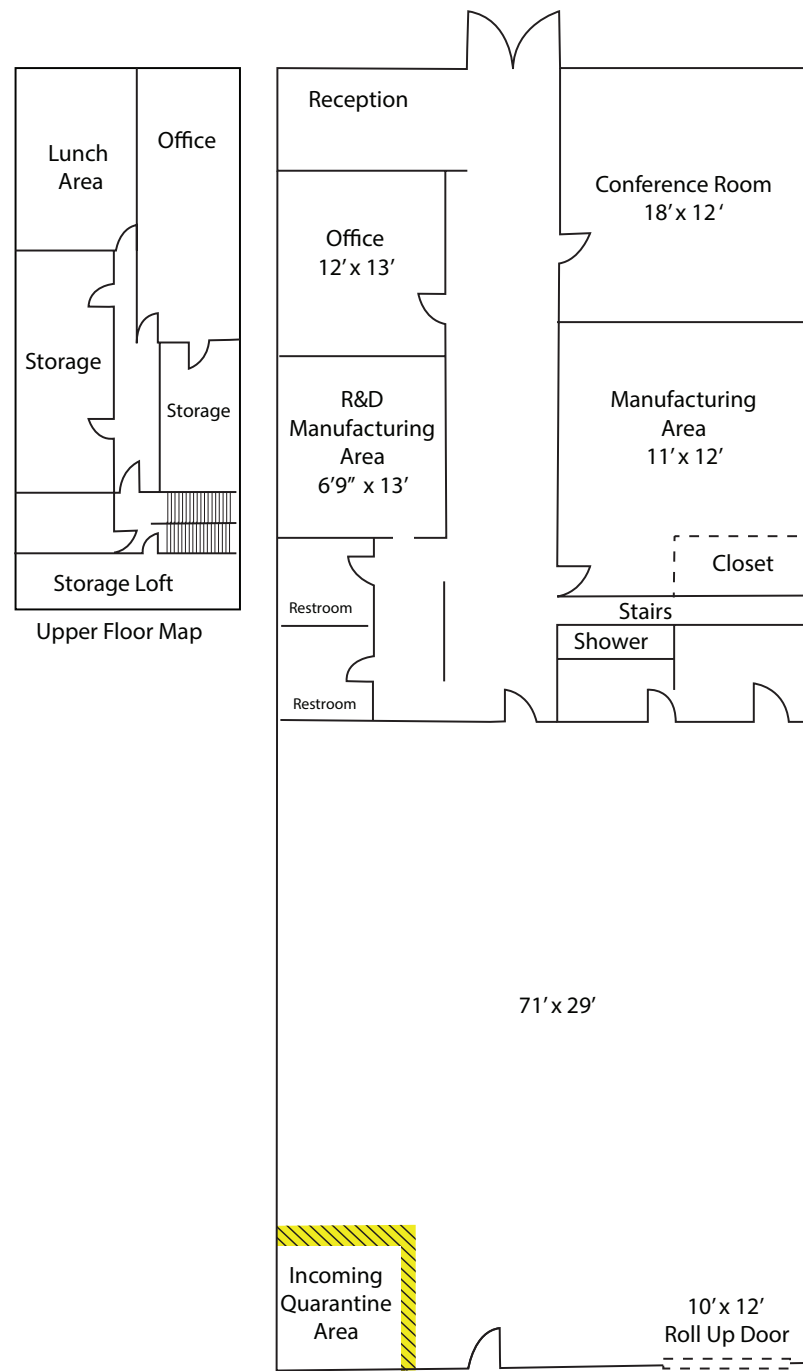 Lunch
Area
Office
Storage
Storage
Storage Loft
Upper Floor Map
Reception
Conference Room
18’ x 12‘
Office
12’ x 13’
R&D
Manufacturing
Area
6’9” x 13’
Manufacturing
Area
11’ x 12’
Closet
Restroom
Stairs
Shower
Restroom
71’ x 29’
Incoming
Quarantine
Area
10’ x 12’
Roll Up Door